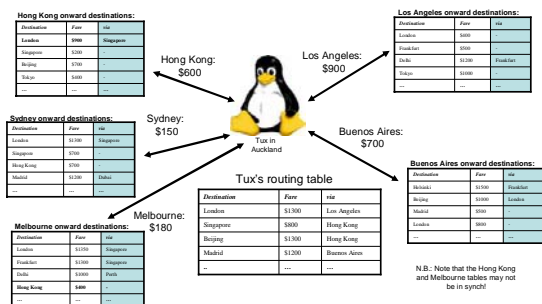 Hong Kong onward destinations:
Destination Fare via
London $900 Singapore
Singapore $200 -
Beijing $700 -
Tokyo $400 -
... ... ...
Hong Kong:
$600
Los Angeles:
$900
Los Angeles onward destinations:
Destination Fare via
London $400 -
Frankfurt $500 -
Delhi $1200 Frankfurt
Tokyo $1000 -
... ... ...
Sydney onward destinations:
Destination Fare via
London $1300 Singapore
Singapore $700 -
Hong Kong $700 -
Madrid $1200 Dubai
... ... ...
Sydney:
$150
Tux in
Auckland
Buenos Aires:
$700
Buenos Aires onward destinations:
Destination Fare via
Helsinki $1500 Frankfurt
Beijing $1000 London
Madrid $500 -
London $800 -
... ... ...
Melbourne:
$180
Melbourne onward destinations:
Destination Fare via
London $1350 Singapore
Frankfurt $1300 Singapore
Delhi $1000 Perth
Hong Kong $400 -
... ... ...
Tux's routing table
Destination Fare via
London $1300 Los Angeles
Singapore $800 Hong Kong
Beijing $1300 Hong Kong
Madrid $1200 Buenos Aires
.. ... ...
N.B.: Note that the Hong Kong
and Melbourne tables may not
be in synch!